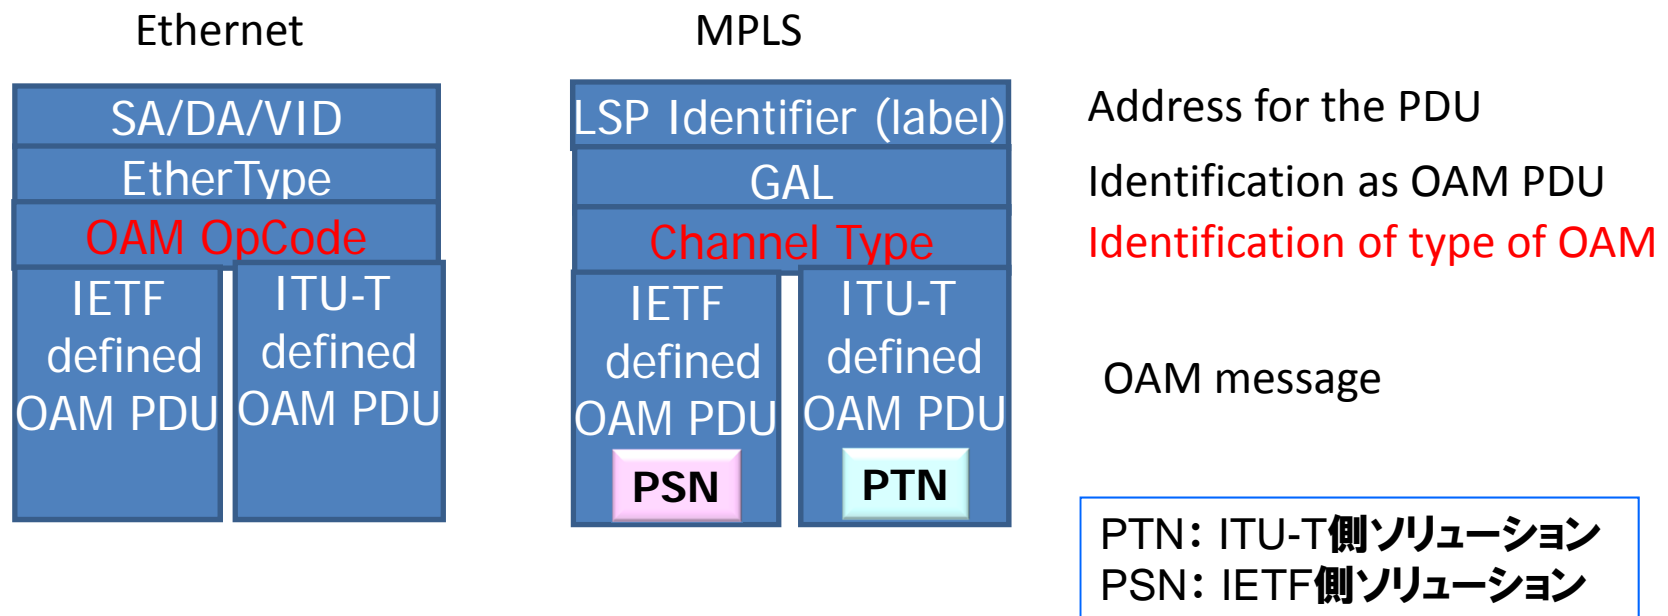 Ethernet
MPLS
SA/DA/VID
EtherType
OAM OpCode
IETF
defined
OAM PDU
ITU-T
defined
OAM PDU
LSP Identifier (label)
GAL
Channel Type
IETF
defined
OAM PDU
PSN
ITU-T
defined
OAM PDU
PTN
Address for the PDU
Identification as OAM PDU
Identification of type of OAM
OAM message
PTN： ITU-T側ソリューション
PSN： IETF側ソリューション